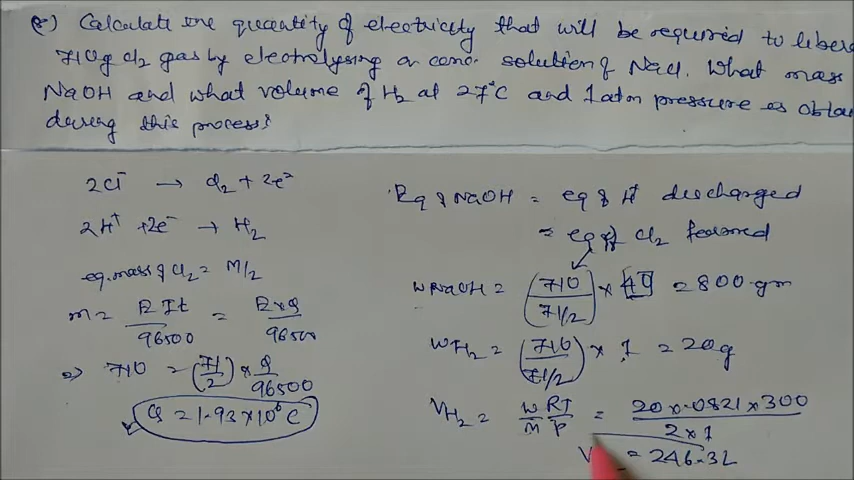 Q) Calculate the quantity of electricity that will be required to libera
710g Cl2 gas by electrolysing a conc. solution of NaCl. What mass
NaOH and what volume of H2 at 27°C and 1 atm pressure is obta
during this process?
2Cl⁻ → Cl2 + 2e⁻
2H⁺ + 2e⁻ → H2
eq. mass of Cl2 = M/2
m = EIt/96500 = E×Q/96500
⇒ 710 = (71/2) × Q/96500
Q = 1.93×10⁶ C
Eq of NaOH = eq of H⁺ discharged
= eq of Cl2 formed
wNaOH = (710/71/2) × 40 = 800 gm
wH2 = (710/71/2) × 1 = 20g
VH2 = w/m RT/P = 20×.0821×300/2×1
V = 246.3L